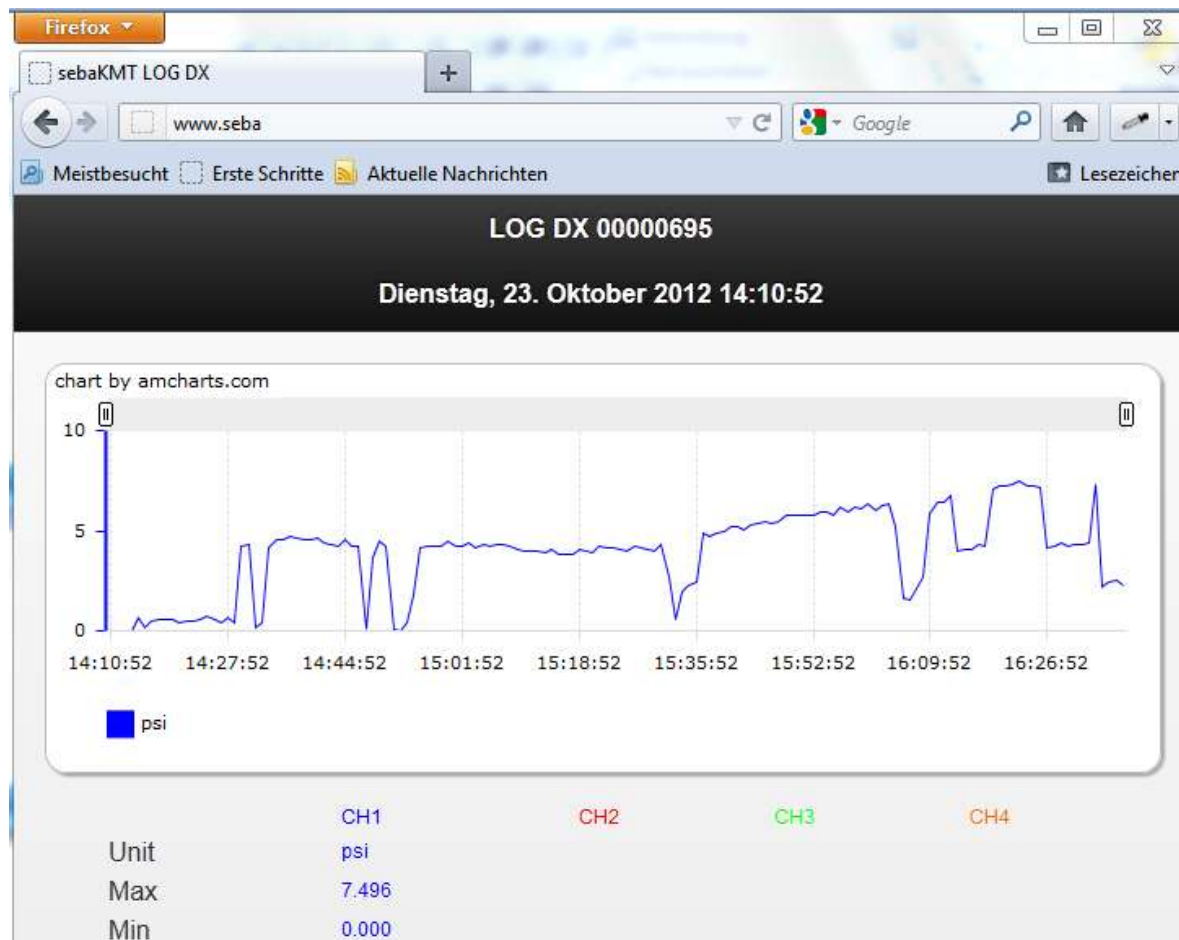 Firefox
sebaKMT LOG DX
www.seba
Google
Meistbesucht Erste Schritte Aktuelle Nachrichten Lesezeichen
LOG DX 00000695
Dienstag, 23. Oktober 2012 14:10:52
chart by amcharts.com
10
5
0
14:10:52 14:27:52 14:44:52 15:01:52 15:18:52 15:35:52 15:52:52 16:09:52 16:26:52
psi
CH1 CH2 CH3 CH4
Unit psi
Max 7.496
Min 0.000